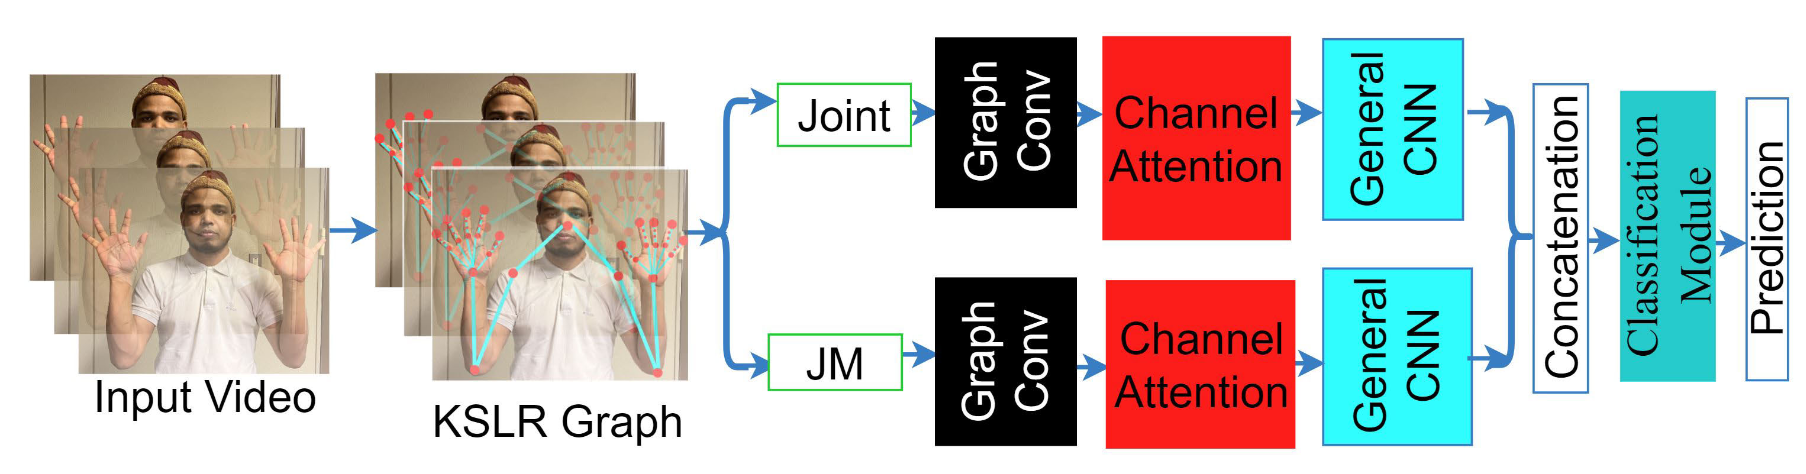 Input Video
KSLR Graph
Joint
Graph
Conv
Channel
Attention
General
CNN
JM
Graph
Conv
Channel
Attention
General
CNN
Concatenation
Classification
Module
Prediction